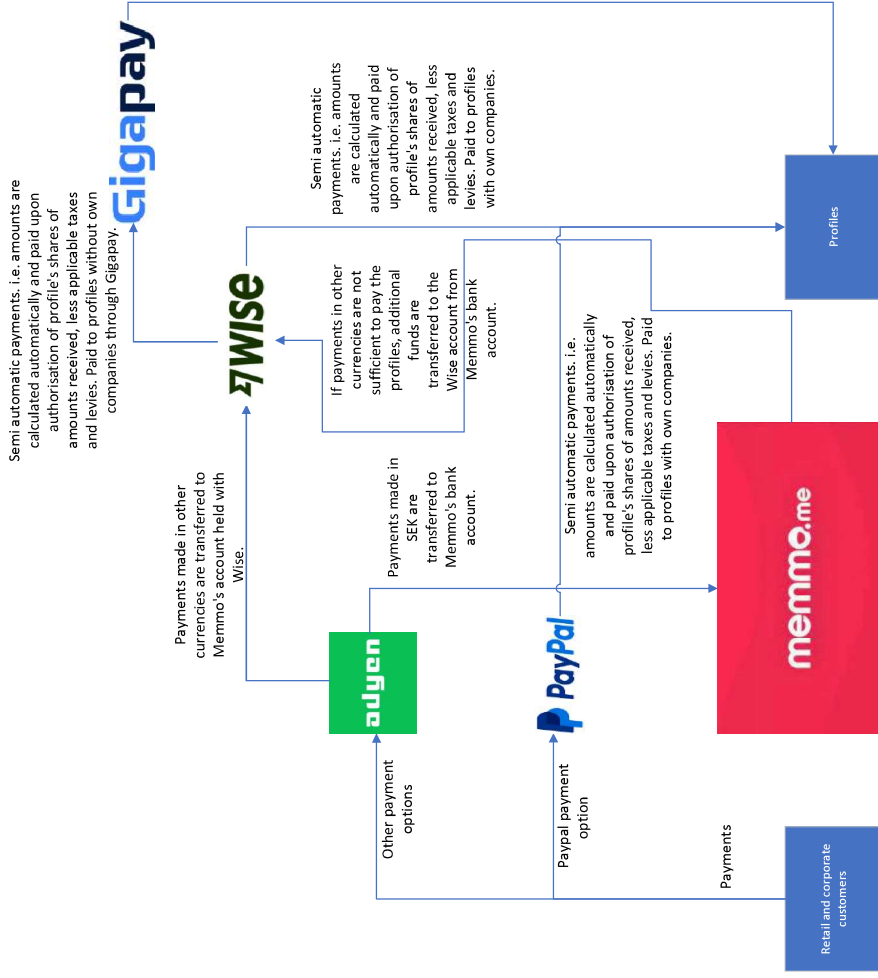 Retail and corporate
customers
Payments
Other payment
options
Paypal payment
option
adyen
PayPal
memmo.me
Payments made in other
currencies are transferred to
Memmo's account held with
Wise.
Payments made in
SEK are
transferred to
Memmo's bank
account.
Semi automatic payments. i.e.
amounts are calculated automatically
and paid upon authorisation of
profile's shares of amounts received,
less applicable taxes and levies. Paid
to profiles with own companies.
If payments in other
currencies are not
sufficient to pay the
profiles, additional
funds are
transferred to the
Wise account from
Memmo's bank
account.
WISE
Semi automatic payments. i.e. amounts are
calculated automatically and paid upon
authorisation of profile's shares of
amounts received, less applicable taxes
and levies. Paid to profiles without own
companies through Gigapay.
Gigapay
Semi automatic
payments. i.e. amounts
are calculated
automatically and paid
upon authorisation of
profile's shares of
amounts received, less
applicable taxes and
levies. Paid to profiles
with own companies.
Profiles